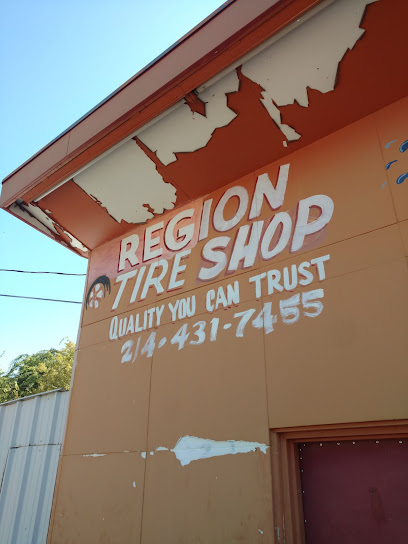 REGION
TIRE SHOP
QUALITY YOU CAN TRUST
214.431-7455